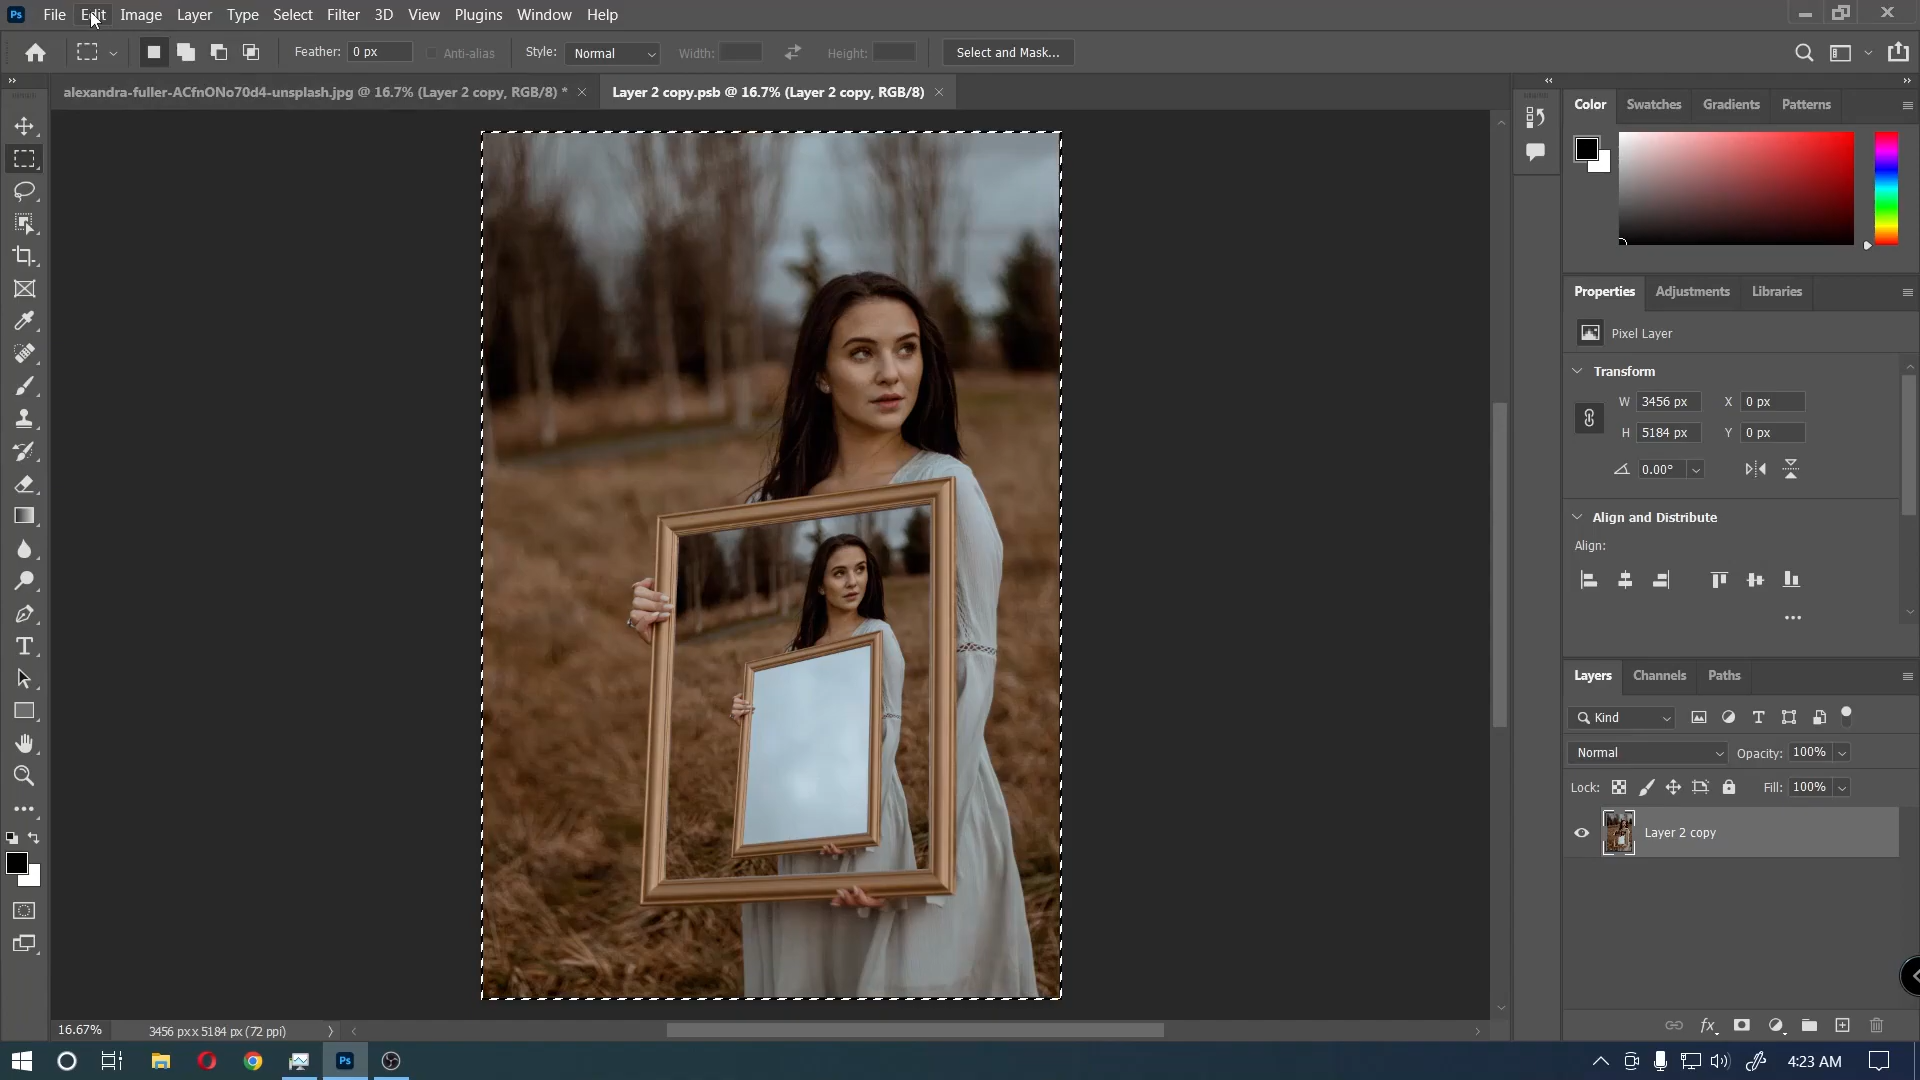 Ps File Edit Image Layer Type Select Filter 3D View Plugins Window Help
Feather: 0 px Anti-alias Style: Normal Width: Height: Select and Mask...
alexandra-fuller-ACfnONo70d4-unsplash.jpg @ 16.7% (Layer 2 copy, RGB/8) * Layer 2 copy.psb @ 16.7% (Layer 2 copy, RGB/8)
Color Swatches Gradients Patterns
Properties Adjustments Libraries
Pixel Layer
Transform
W 3456 px X 0 px
H 5184 px Y 0 px
0.00°
Align and Distribute
Align:
Layers Channels Paths
Kind
Normal Opacity: 100%
Lock: Fill: 100%
Layer 2 copy
16.67% 3456 px x 5184 px (72 ppi)
Ps 4:23 AM